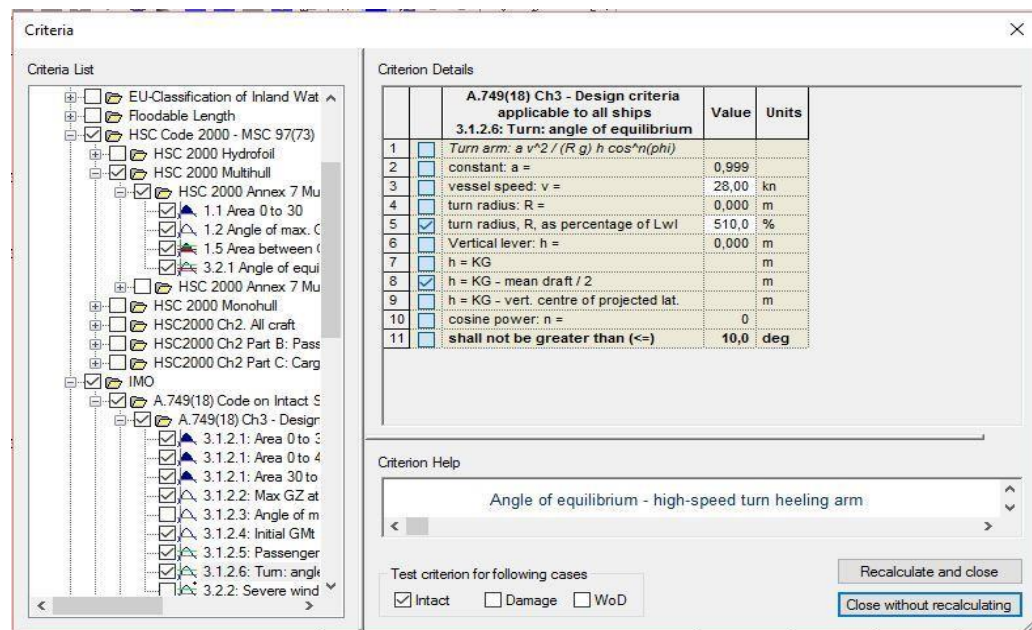 Criteria
Criteria List
EU-Classification of Inland Wat
Floodable Length
HSC Code 2000 - MSC 97(73)
HSC 2000 Hydrofoil
HSC 2000 Multihull
HSC 2000 Annex 7 Mu
1.1 Area 0 to 30
1.2 Angle of max. G
1.5 Area between
3.2.1 Angle of equi
HSC 2000 Annex 7 Mu
HSC 2000 Monohull
HSC2000 Ch2. All craft
HSC2000 Ch2 Part B: Pass
HSC2000 Ch2 Part C: Carg
IMO
A.749(18) Code on Intact S
A.749(18) Ch3 - Design
3.1.2.1: Area 0 to 3
3.1.2.1: Area 0 to 4
3.1.2.1: Area 30 to
3.1.2.2: Max GZ at
3.1.2.3: Angle of m
3.1.2.4: Initial GMt
3.1.2.5: Passenger
3.1.2.6: Turn: angle
3.2.2: Severe wind
Criterion Details
A.749(18) Ch3 - Design criteria
applicable to all ships
3.1.2.6: Turn: angle of equilibrium Value Units
1 Turn arm: a v^2 / (R g) h cos^n(phi)
2 constant: a = 0,999
3 vessel speed: v = 28,00 kn
4 turn radius: R = 0,000 m
5 turn radius, R, as percentage of Lwl 510,0 %
6 Vertical lever: h = 0,000 m
7 h = KG m
8 h = KG - mean draft / 2 m
9 h = KG - vert. centre of projected lat. m
10 cosine power: n = 0
11 shall not be greater than (<=) 10,0 deg
Criterion Help
Angle of equilibrium - high-speed turn heeling arm
Test criterion for following cases
Intact Damage WoD
Recalculate and close
Close without recalculating